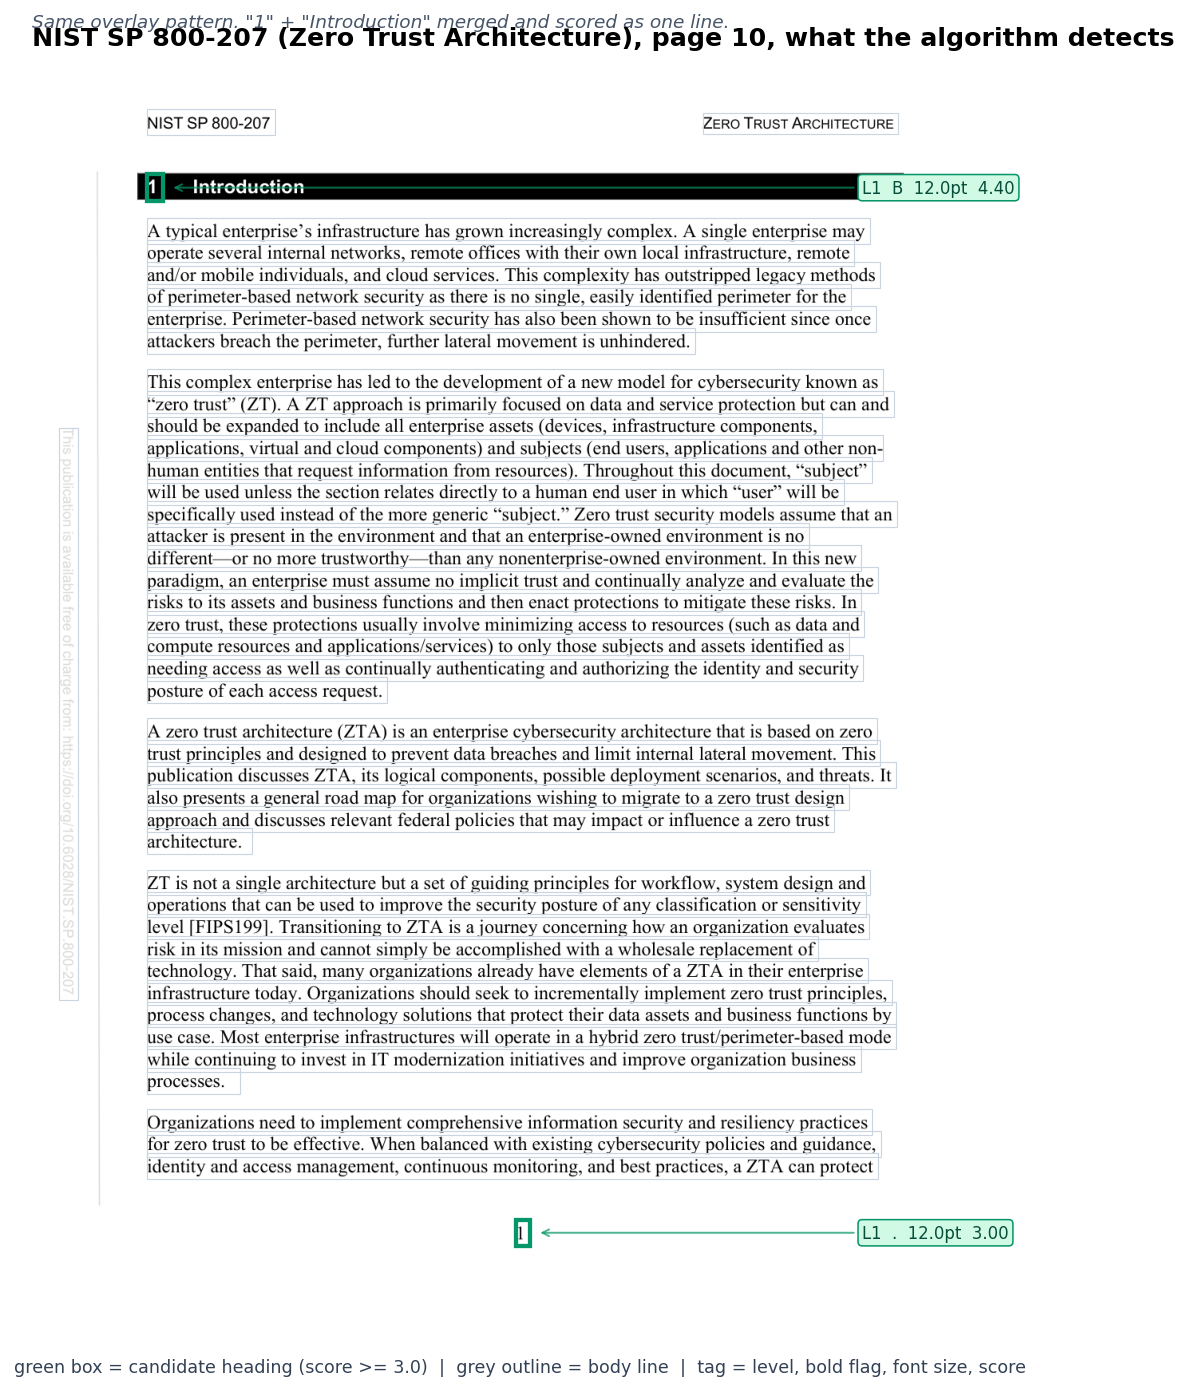 Same overlay pattern. "1" + "Introduction" merged and scored as one line.
NIST SP 800-207 (Zero Trust Architecture), page 10, what the algorithm detects
NIST SP 800-207
ZERO TRUST ARCHITECTURE
1 Introduction
L1 B 12.0pt 4.40
A typical enterprise’s infrastructure has grown increasingly complex. A single enterprise may
operate several internal networks, remote offices with their own local infrastructure, remote
and/or mobile individuals, and cloud services. This complexity has outstripped legacy methods
of perimeter-based network security as there is no single, easily identified perimeter for the
enterprise. Perimeter-based network security has also been shown to be insufficient since once
attackers breach the perimeter, further lateral movement is unhindered.
This complex enterprise has led to the development of a new model for cybersecurity known as
“zero trust” (ZT). A ZT approach is primarily focused on data and service protection but can and
should be expanded to include all enterprise assets (devices, infrastructure components,
applications, virtual and cloud components) and subjects (end users, applications and other non-
human entities that request information from resources). Throughout this document, “subject”
will be used unless the section relates directly to a human end user in which “user” will be
specifically used instead of the more generic “subject.” Zero trust security models assume that an
attacker is present in the environment and that an enterprise-owned environment is no
different—or no more trustworthy—than any nonenterprise-owned environment. In this new
paradigm, an enterprise must assume no implicit trust and continually analyze and evaluate the
risks to its assets and business functions and then enact protections to mitigate these risks. In
zero trust, these protections usually involve minimizing access to resources (such as data and
compute resources and applications/services) to only those subjects and assets identified as
needing access as well as continually authenticating and authorizing the identity and security
posture of each access request.
A zero trust architecture (ZTA) is an enterprise cybersecurity architecture that is based on zero
trust principles and designed to prevent data breaches and limit internal lateral movement. This
publication discusses ZTA, its logical components, possible deployment scenarios, and threats. It
also presents a general road map for organizations wishing to migrate to a zero trust design
approach and discusses relevant federal policies that may impact or influence a zero trust
architecture.
ZT is not a single architecture but a set of guiding principles for workflow, system design and
operations that can be used to improve the security posture of any classification or sensitivity
level [FIPS199]. Transitioning to ZTA is a journey concerning how an organization evaluates
risk in its mission and cannot simply be accomplished with a wholesale replacement of
technology. That said, many organizations already have elements of a ZTA in their enterprise
infrastructure today. Organizations should seek to incrementally implement zero trust principles,
process changes, and technology solutions that protect their data assets and business functions by
use case. Most enterprise infrastructures will operate in a hybrid zero trust/perimeter-based mode
while continuing to invest in IT modernization initiatives and improve organization business
processes.
Organizations need to implement comprehensive information security and resiliency practices
for zero trust to be effective. When balanced with existing cybersecurity policies and guidance,
identity and access management, continuous monitoring, and best practices, a ZTA can protect
This publication is available free of charge from: https://doi.org/10.6028/NIST.SP.800-207
1
L1 . 12.0pt 3.00
green box = candidate heading (score >= 3.0) | grey outline = body line | tag = level, bold flag, font size, score